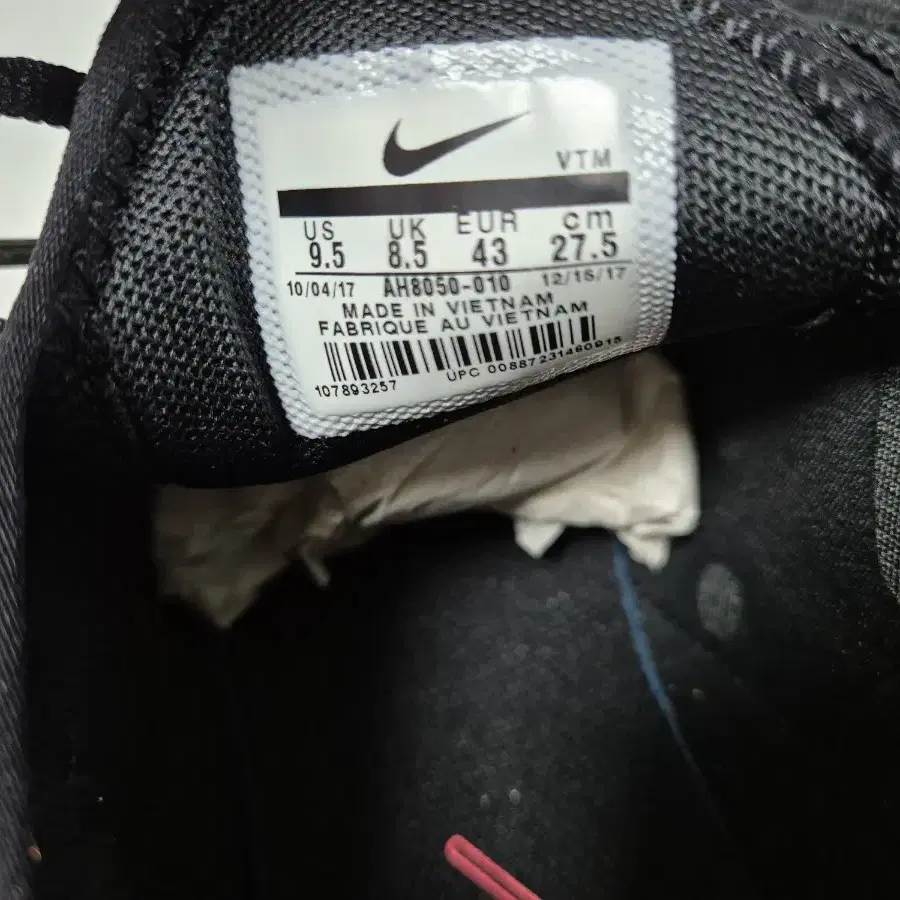 VTM
US UK EUR cm
9.5 8.5 43 27.5
10/04/17 AH8050-010 12/15/17
MADE IN VIETNAM
FABRIQUE AU VIETNAM
107893257 UPC 00887231460915